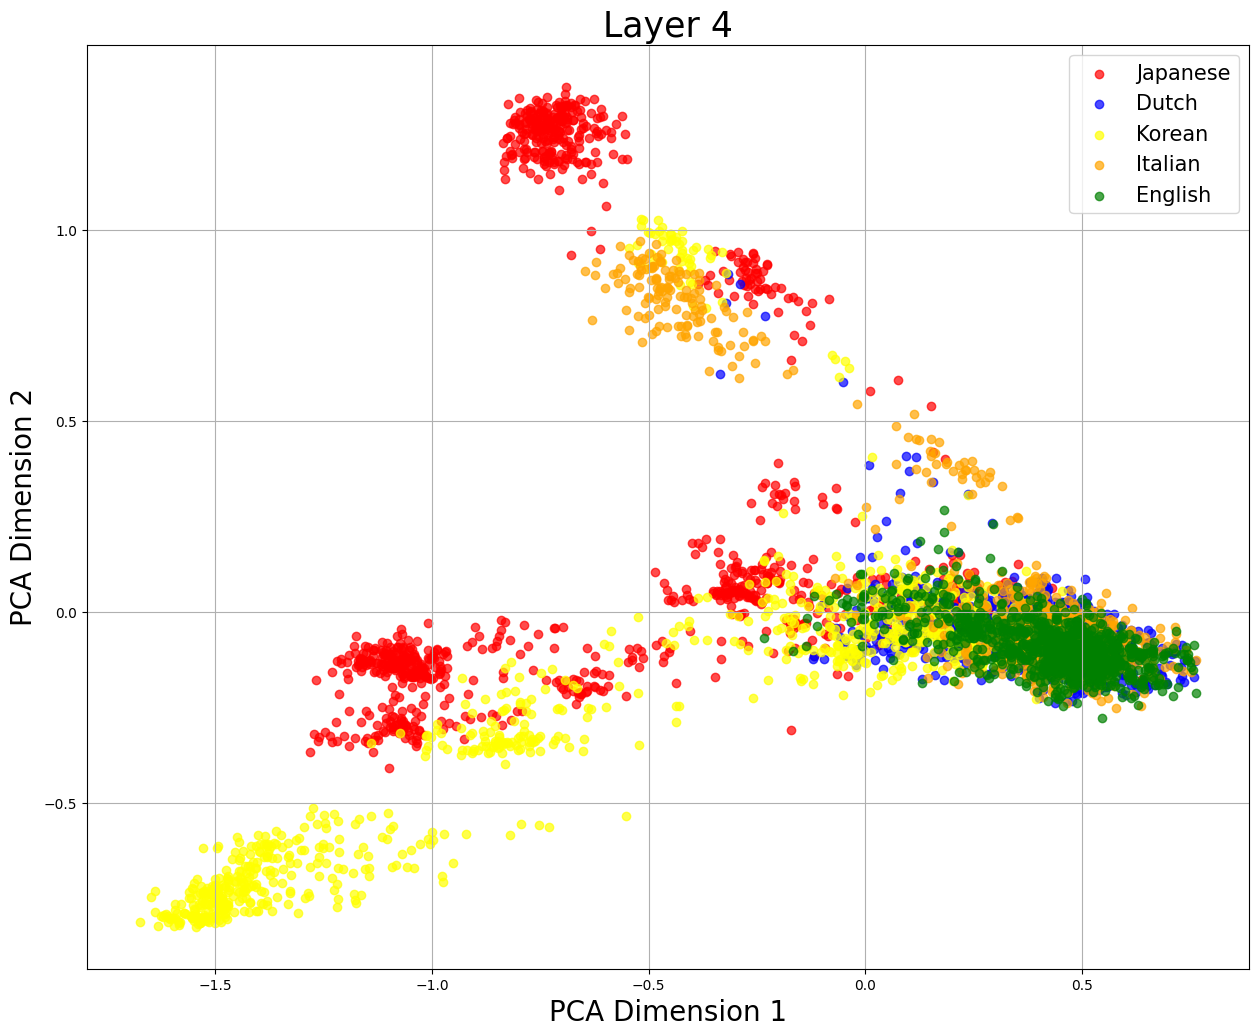 Layer 4
Japanese
Dutch
Korean
Italian
English
PCA Dimension 2
1.0
0.5
0.0
−0.5
−1.5
−1.0
−0.5
0.0
0.5
PCA Dimension 1